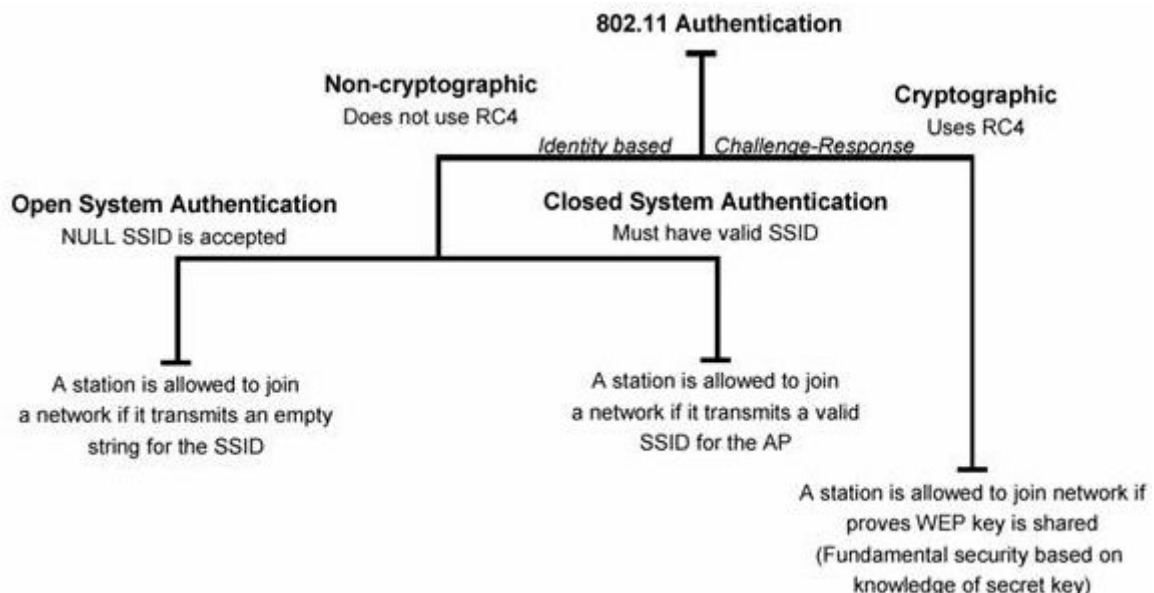 802.11 Authentication
Non-cryptographic
Does not use RC4
Cryptographic
Uses RC4
Identity based
Challenge-Response
Open System Authentication
NULL SSID is accepted
Closed System Authentication
Must have valid SSID
A station is allowed to join
a network if it transmits an empty
string for the SSID
A station is allowed to join
a network if it transmits a valid
SSID for the AP
A station is allowed to join network if
proves WEP key is shared
(Fundamental security based on
knowledge of secret key)